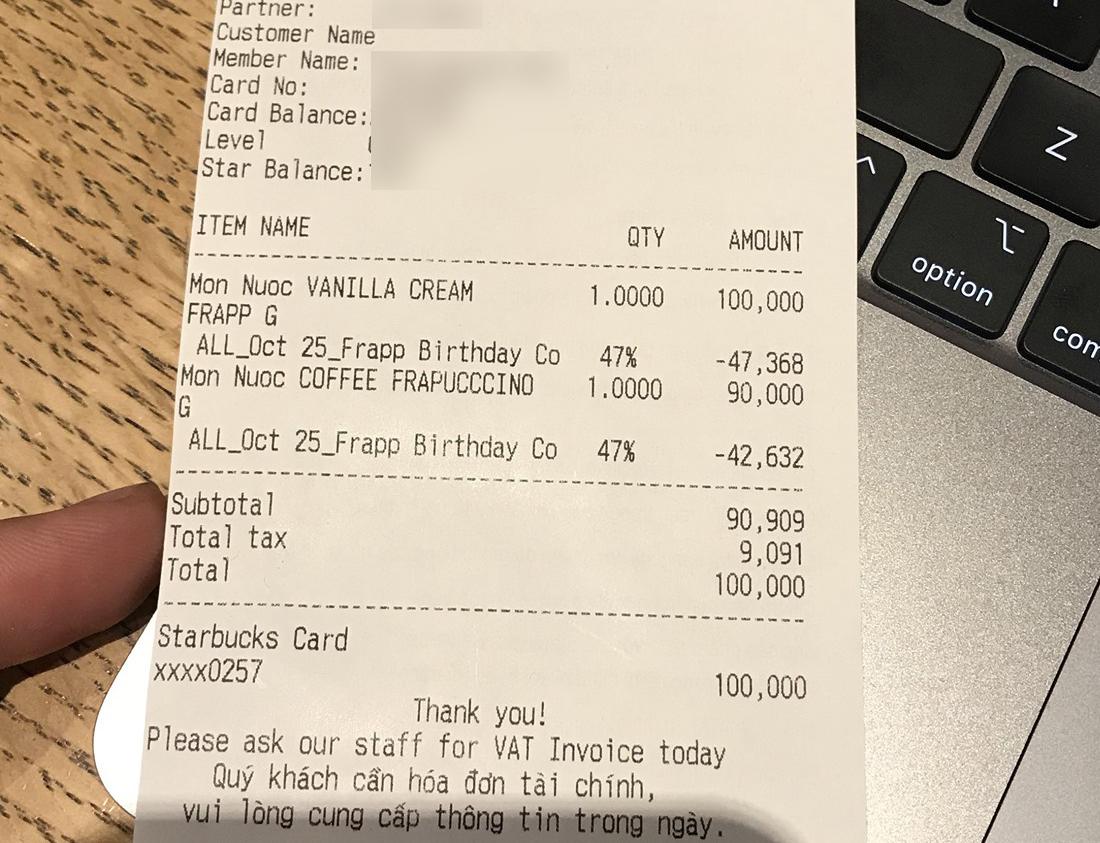 Partner:
Customer Name
Member Name:
Card No:
Card Balance:
Level
Star Balance:
ITEM NAME QTY AMOUNT
Mon Nuoc VANILLA CREAM 1.0000 100,000
FRAPP G
ALL_Oct 25_Frapp Birthday Co 47% -47,368
Mon Nuoc COFFEE FRAPUCCCINO 1.0000 90,000
G
ALL_Oct 25_Frapp Birthday Co 47% -42,632
Subtotal 90,909
Total tax 9,091
Total 100,000
Starbucks Card
xxxx0257 100,000
Thank you!
Please ask our staff for VAT Invoice today
Quý khách cần hóa đơn tài chính,
vui lòng cung cấp thông tin trong ngày.
Z
option